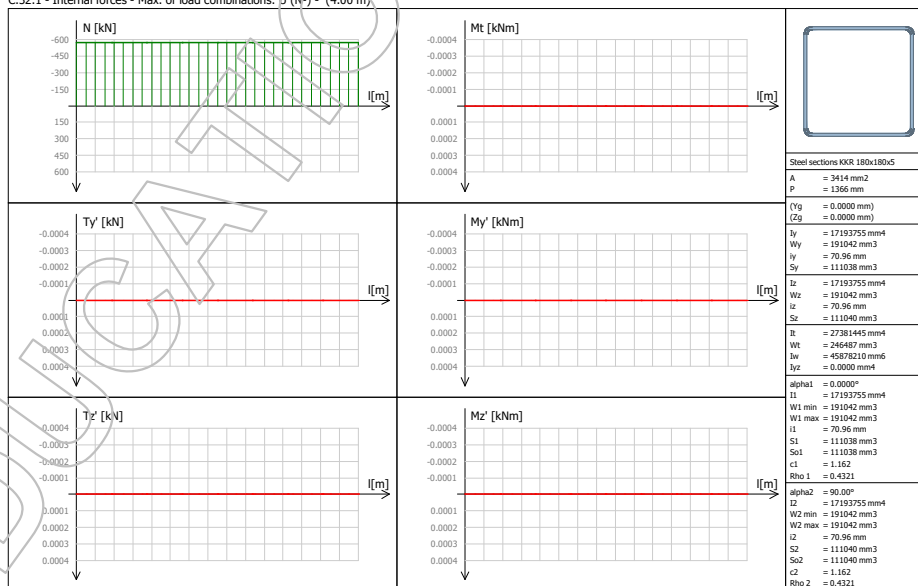 C.52.1 - Internal forces - Max. of load combinations: (N-) - (4.00 m)
N [kN]
-600
-450
-300
-150
150
300
450
600
l[m]
Mt [kNm]
-0.0004
-0.0003
-0.0002
-0.0001
0.0001
0.0002
0.0003
0.0004
l[m]
Ty' [kN]
-0.0004
-0.0003
-0.0002
-0.0001
0.0001
0.0002
0.0003
0.0004
l[m]
My' [kNm]
-0.0004
-0.0003
-0.0002
-0.0001
0.0001
0.0002
0.0003
0.0004
l[m]
Tz' [kN]
-0.0004
-0.0003
-0.0002
-0.0001
0.0001
0.0002
0.0003
0.0004
l[m]
Mz' [kNm]
-0.0004
-0.0003
-0.0002
-0.0001
0.0001
0.0002
0.0003
0.0004
l[m]
Steel sections KKR 180x180x5
A = 3414 mm2
P = 1366 mm
(Yg = 0.0000 mm)
(Zg = 0.0000 mm)
Iy = 17193755 mm4
Wy = 191042 mm3
iy = 70.96 mm
Sy = 111038 mm3
Iz = 17193755 mm4
Wz = 191042 mm3
iz = 70.96 mm
Sz = 111040 mm3
It = 27381445 mm4
Wt = 246487 mm3
Iw = 45878210 mm6
Iyz = 0.0000 mm4
alpha1 = 0.0000°
I1 = 17193755 mm4
W1 min = 191042 mm3
W1 max = 191042 mm3
i1 = 70.96 mm
S1 = 111038 mm3
So1 = 111038 mm3
c1 = 1.162
Rho 1 = 0.4321
alpha2 = 90.00°
I2 = 17193755 mm4
W2 min = 191042 mm3
W2 max = 191042 mm3
i2 = 70.96 mm
S2 = 111040 mm3
So2 = 111040 mm3
c2 = 1.162
Rho 2 = 0.4321